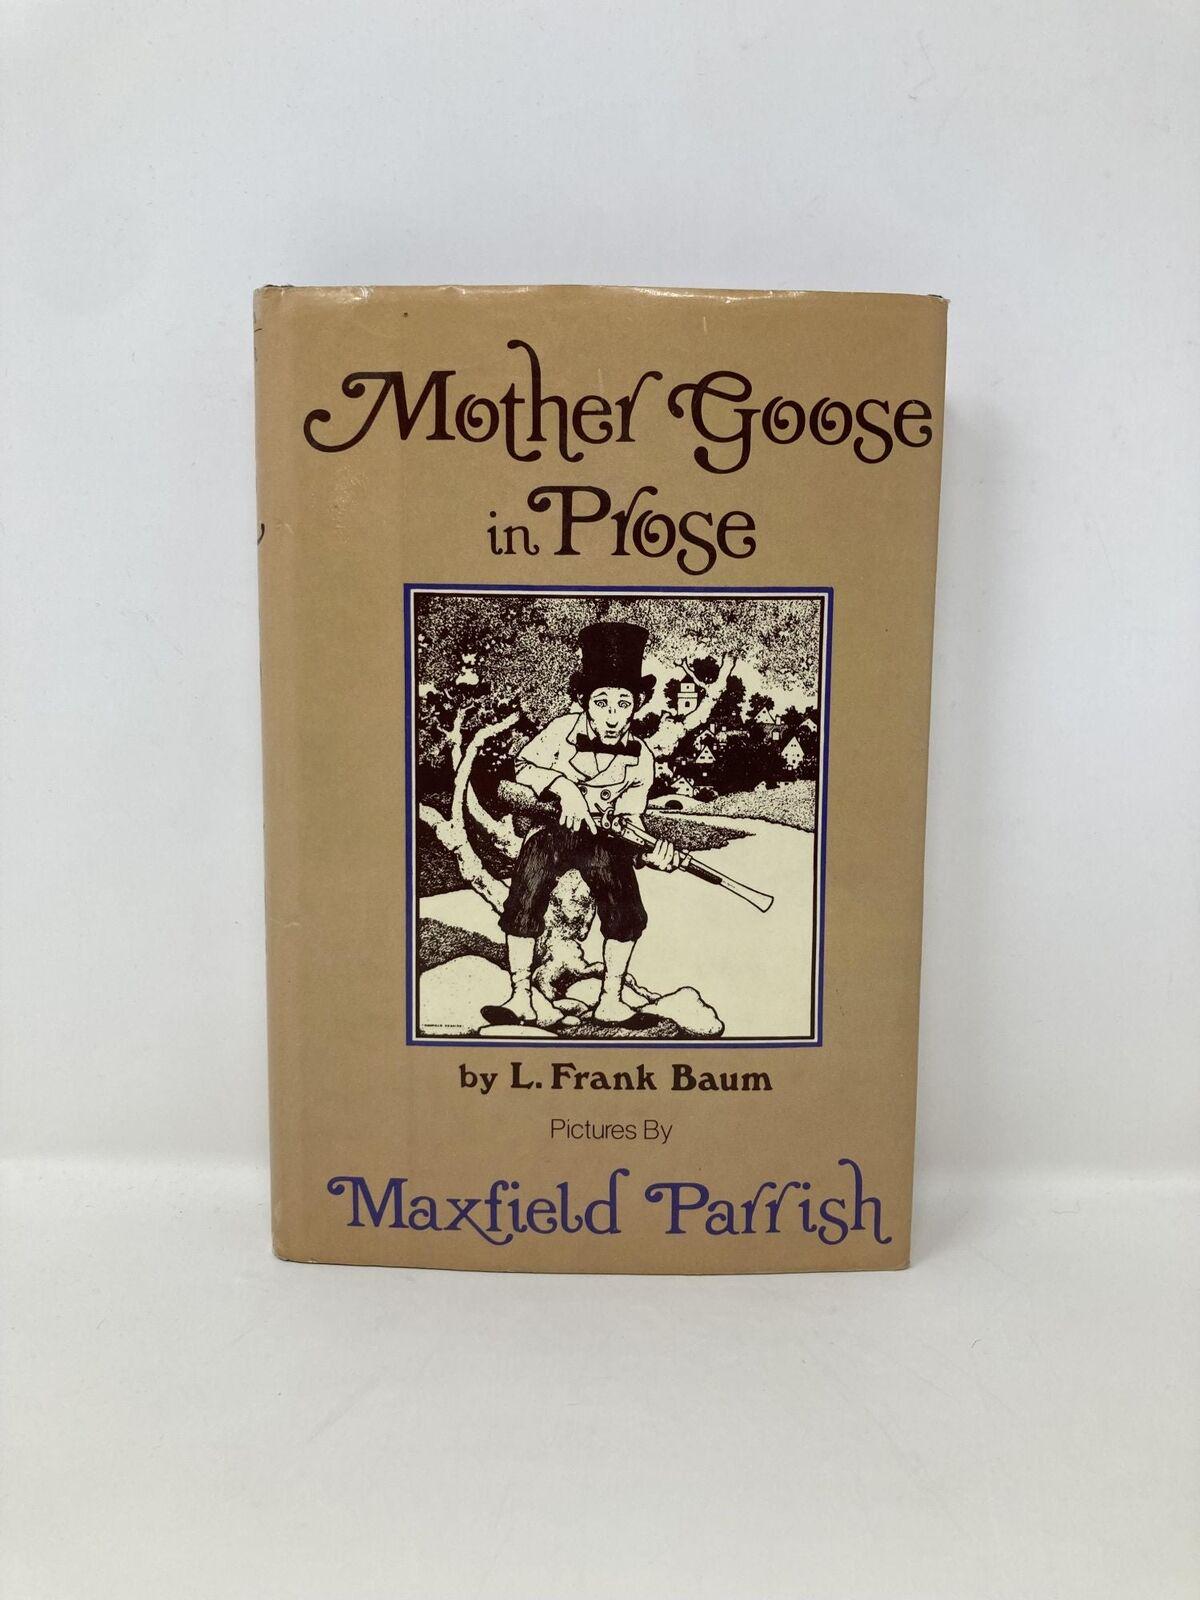 Mother Goose
in Prose
by L. Frank Baum
Pictures By
Maxfield Parrish